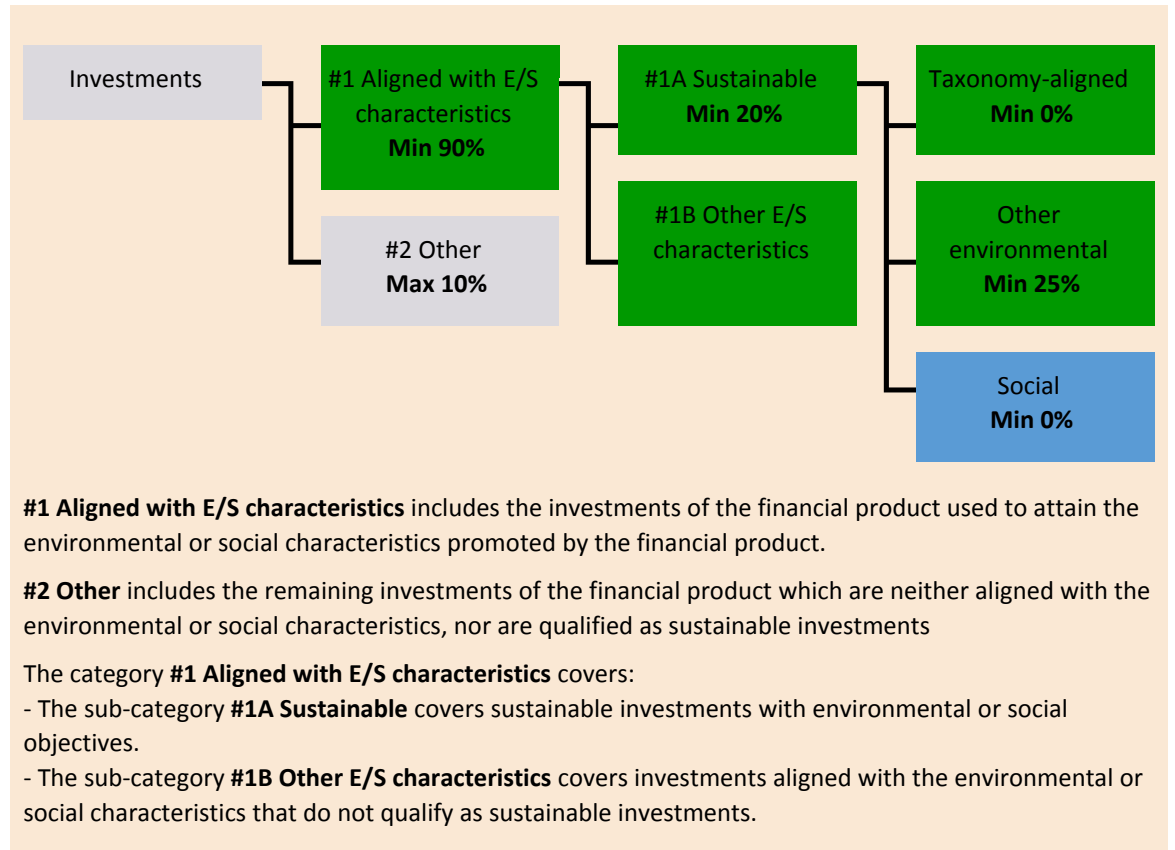 Investments
#1 Aligned with E/S
characteristics
Min 90%
#2 Other
Max 10%
#1A Sustainable
Min 20%
#1B Other E/S
characteristics
Taxonomy-aligned
Min 0%
Other
environmental
Min 25%
Social
Min 0%
#1 Aligned with E/S characteristics includes the investments of the financial product used to attain the
environmental or social characteristics promoted by the financial product.
#2 Other includes the remaining investments of the financial product which are neither aligned with the
environmental or social characteristics, nor are qualified as sustainable investments
The category #1 Aligned with E/S characteristics covers:
- The sub-category #1A Sustainable covers sustainable investments with environmental or social
objectives.
- The sub-category #1B Other E/S characteristics covers investments aligned with the environmental or
social characteristics that do not qualify as sustainable investments.